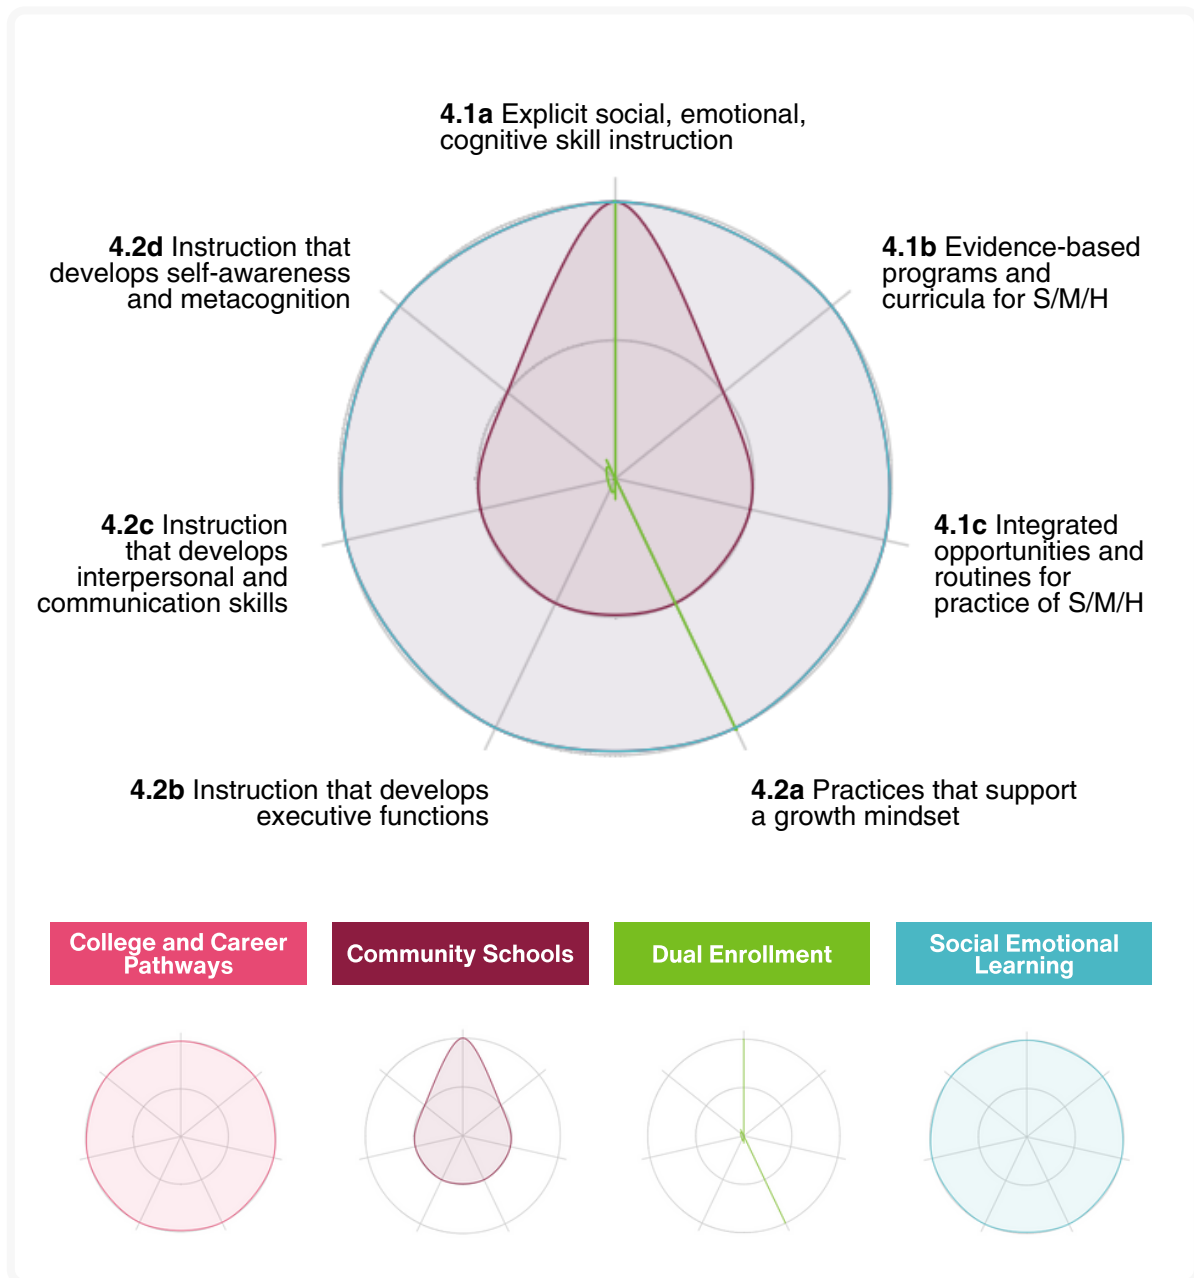 4.1a Explicit social, emotional,
cognitive skill instruction
4.2d Instruction that
develops self-awareness
and metacognition
4.1b Evidence-based
programs and
curricula for S/M/H
4.2c Instruction
that develops
interpersonal and
communication skills
4.1c Integrated
opportunities and
routines for
practice of S/M/H
4.2b Instruction that develops
executive functions
4.2a Practices that support
a growth mindset
College and Career
Pathways
Community Schools
Dual Enrollment
Social Emotional
Learning